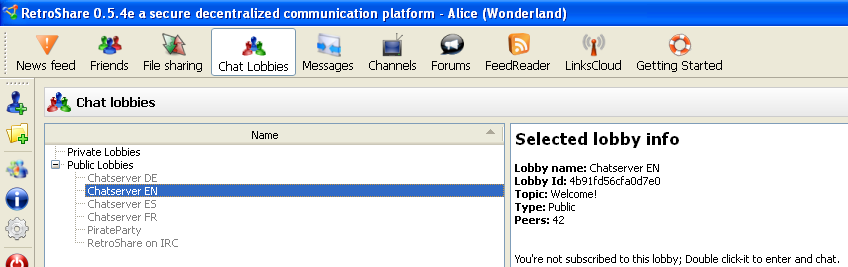 RetroShare 0.5.4e a secure decentralized communication platform - Alice (Wonderland)
News feed Friends File sharing Chat Lobbies Messages Channels Forums FeedReader LinksCloud Getting Started
Chat lobbies
Name
Private Lobbies
Public Lobbies
Chatserver DE
Chatserver EN
Chatserver ES
Chatserver FR
PirateParty
RetroShare on IRC
Selected lobby info
Lobby name: Chatserver EN
Lobby Id: 4b91fd56cfa0d7e0
Topic: Welcome!
Type: Public
Peers: 42
You're not subscribed to this lobby; Double click-it to enter and chat.